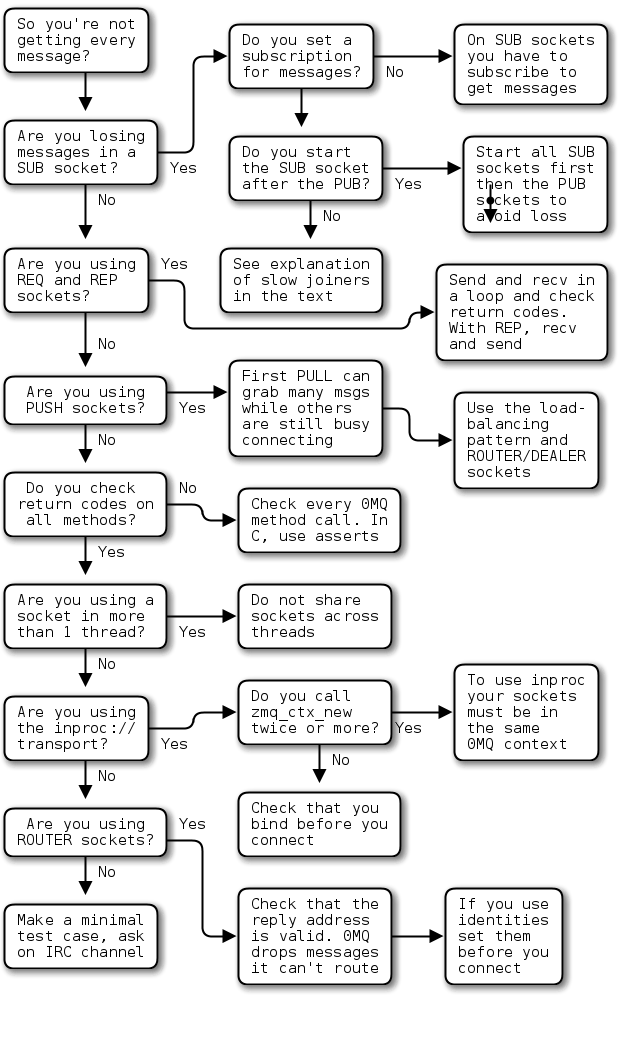 So you're not
getting every
message?
Do you set a
subscription
for messages?
No
On SUB sockets
you have to
subscribe to
get messages
Are you losing
messages in a
SUB socket?
Yes
Do you start
the SUB socket
after the PUB?
Yes
Start all SUB
sockets first
then the PUB
sockets to
avoid loss
No
No
Are you using
REQ and REP
sockets?
Yes
See explanation
of slow joiners
in the text
Send and recv in
a loop and check
return codes.
With REP, recv
and send
No
Are you using
PUSH sockets?
Yes
First PULL can
grab many msgs
while others
are still busy
connecting
Use the load-
balancing
pattern and
ROUTER/DEALER
sockets
No
Do you check
return codes on
all methods?
No
Check every 0MQ
method call. In
C, use asserts
Yes
Are you using a
socket in more
than 1 thread?
Yes
Do not share
sockets across
threads
No
Are you using
the inproc://
transport?
Yes
Do you call
zmq_ctx_new
twice or more?
Yes
To use inproc
your sockets
must be in
the same
0MQ context
No
No
Check that you
bind before you
connect
Are you using
ROUTER sockets?
Yes
Check that the
reply address
is valid. 0MQ
drops messages
it can't route
If you use
identities
set them
before you
connect
No
Make a minimal
test case, ask
on IRC channel